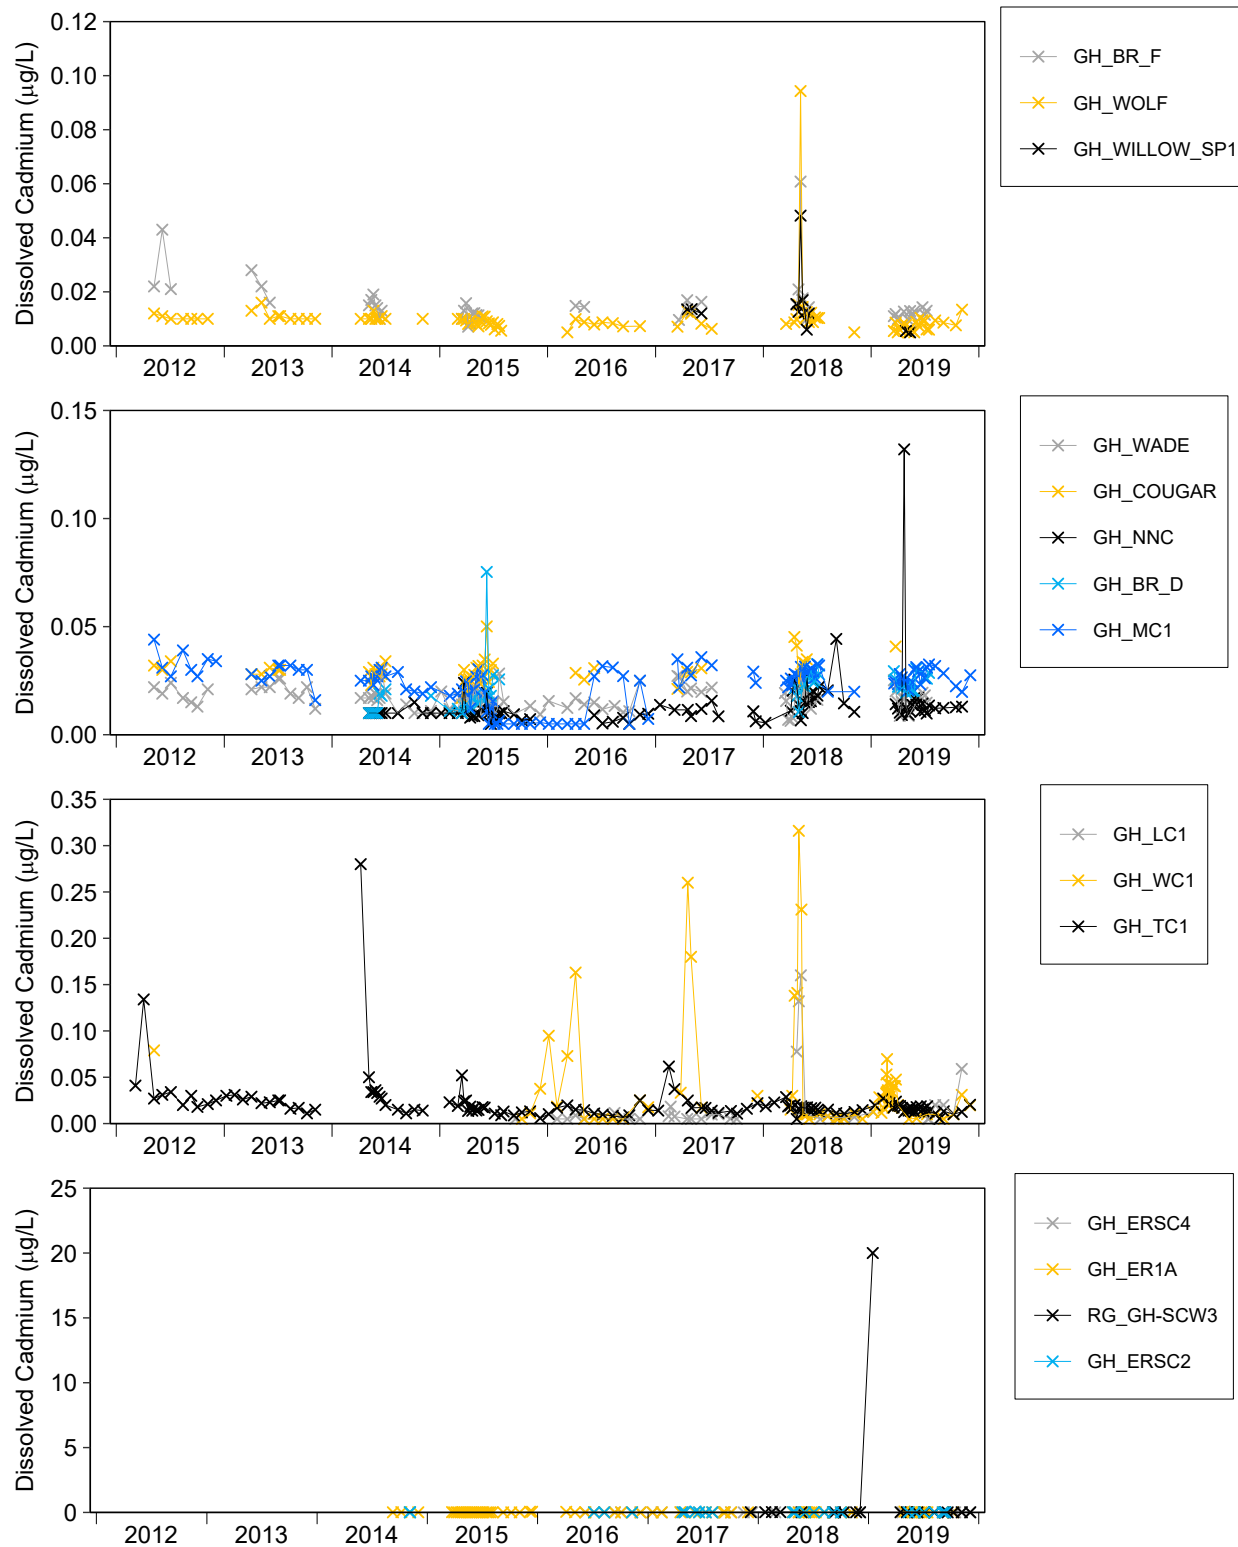 Dissolved Cadmium (µg/L)
0.12
0.10
0.08
0.06
0.04
0.02
0.00
2012 2013 2014 2015 2016 2017 2018 2019
GH_BR_F
GH_WOLF
GH_WILLOW_SP1
Dissolved Cadmium (µg/L)
0.15
0.10
0.05
0.00
2012 2013 2014 2015 2016 2017 2018 2019
GH_WADE
GH_COUGAR
GH_NNC
GH_BR_D
GH_MC1
Dissolved Cadmium (µg/L)
0.35
0.30
0.25
0.20
0.15
0.10
0.05
0.00
2012 2013 2014 2015 2016 2017 2018 2019
GH_LC1
GH_WC1
GH_TC1
Dissolved Cadmium (µg/L)
25
20
15
10
5
0
2012 2013 2014 2015 2016 2017 2018 2019
GH_ERSC4
GH_ER1A
RG_GH-SCW3
GH_ERSC2